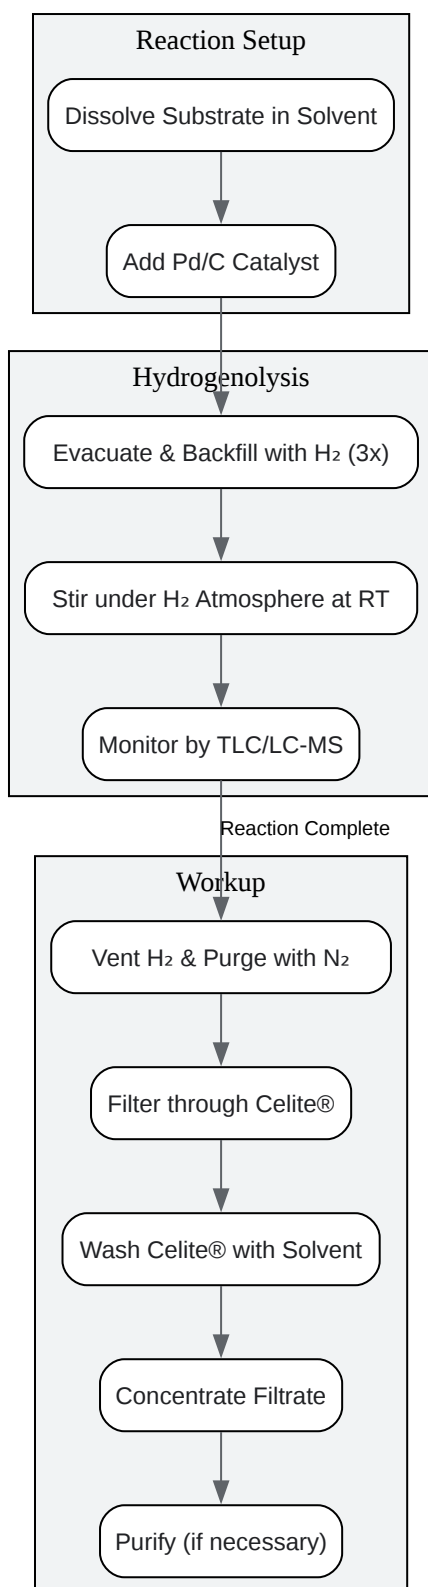 Reaction Setup
Dissolve Substrate in Solvent
Add Pd/C Catalyst
Hydrogenolysis
Evacuate & Backfill with H₂ (3x)
Stir under H₂ Atmosphere at RT
Monitor by TLC/LC-MS
Reaction Complete
Workup
Vent H₂ & Purge with N₂
Filter through Celite®
Wash Celite® with Solvent
Concentrate Filtrate
Purify (if necessary)